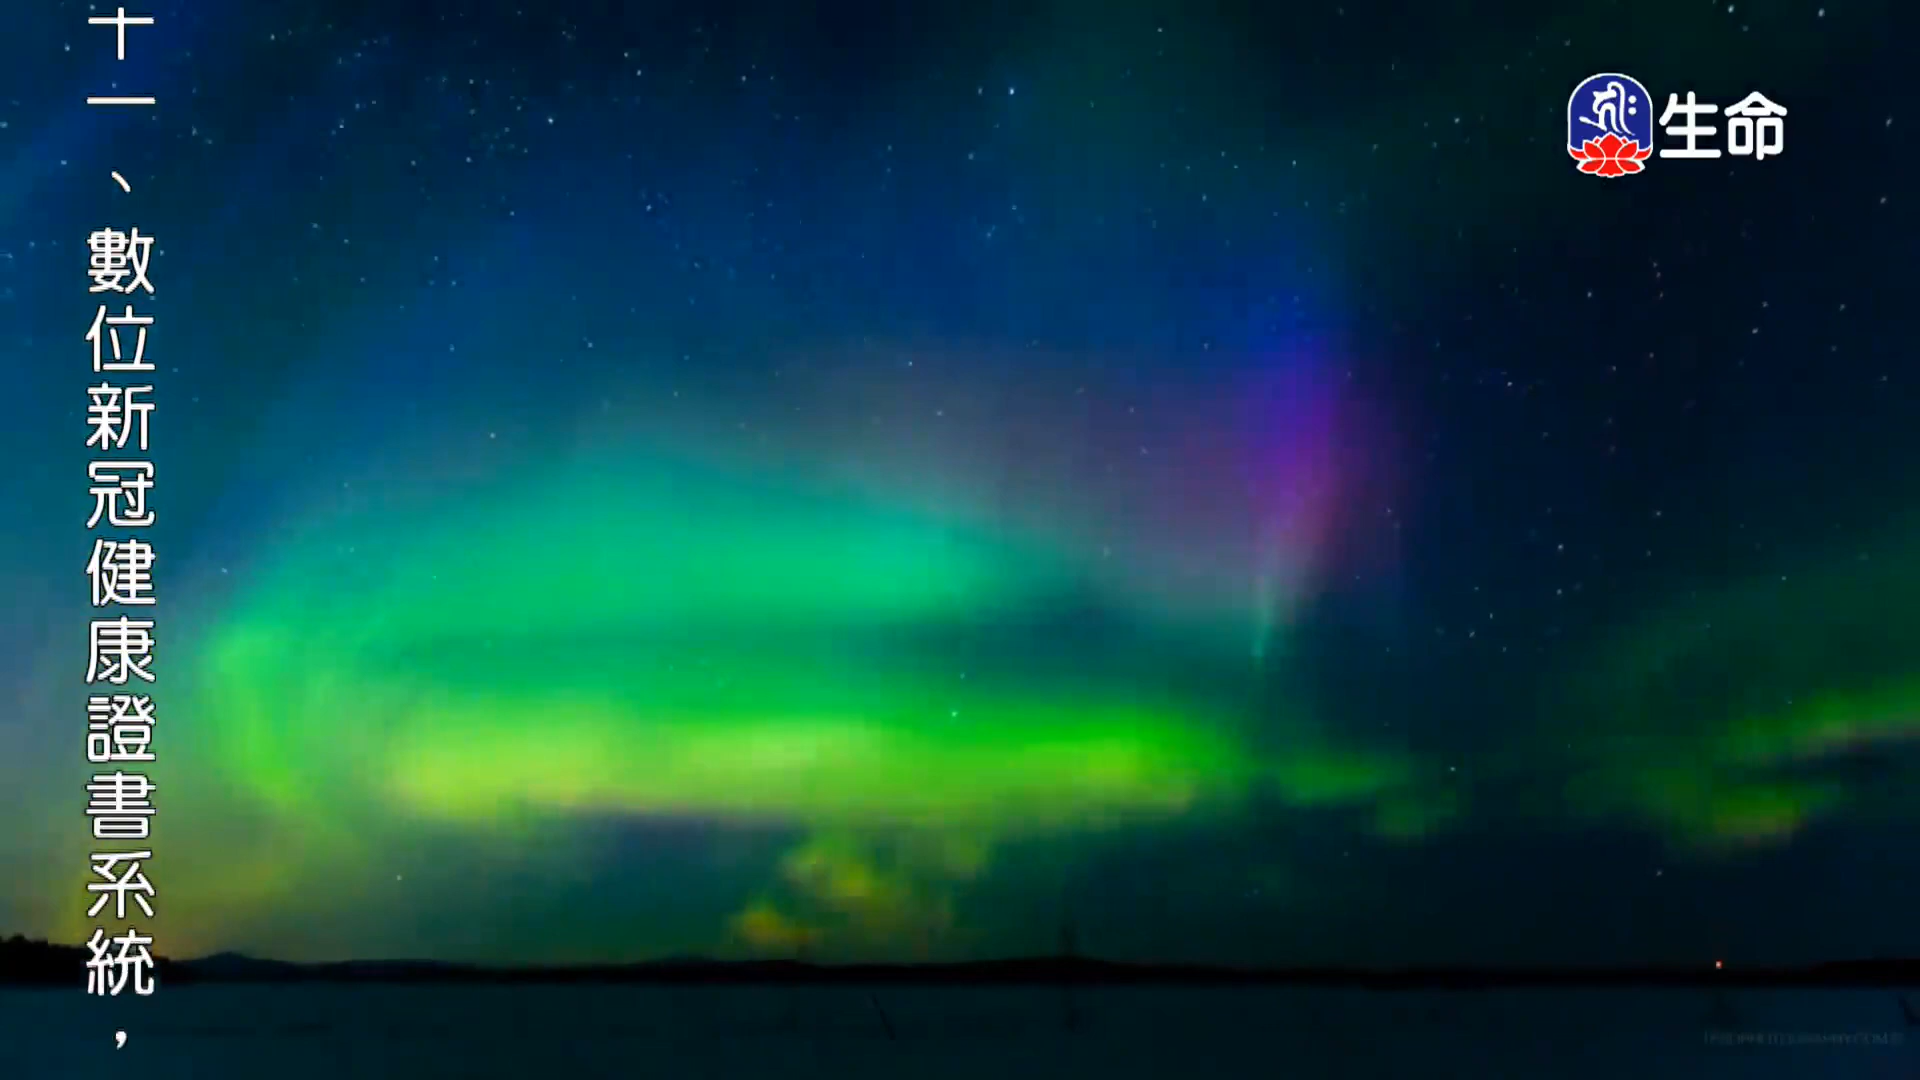 十一、數位新冠健康證書系統，
生命